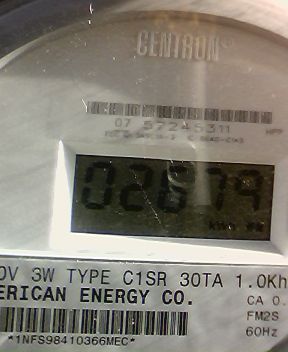 CENTRON®
07 57245311
02679
0V 3W TYPE C1SR 30TA 1.0Kh
ERICAN ENERGY CO.
CA 0.
FM2S
*1NFS98410366MEC*
60Hz